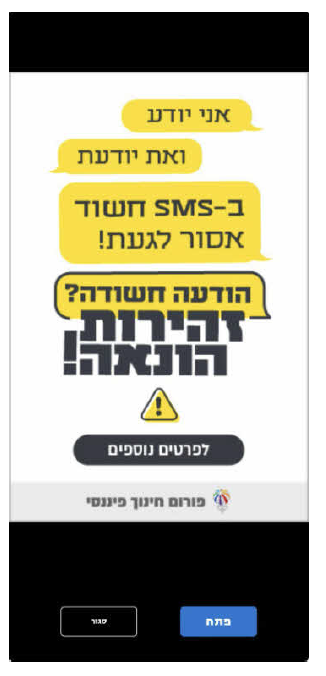 אני יודע
ואת יודעת
ב-SMS חשוד
אסור לגעת!
הודעה חשודה?
זהירות,
הונאה!
לפרטים נוספים
פורום חינוך פיננסי
פתח
סגור